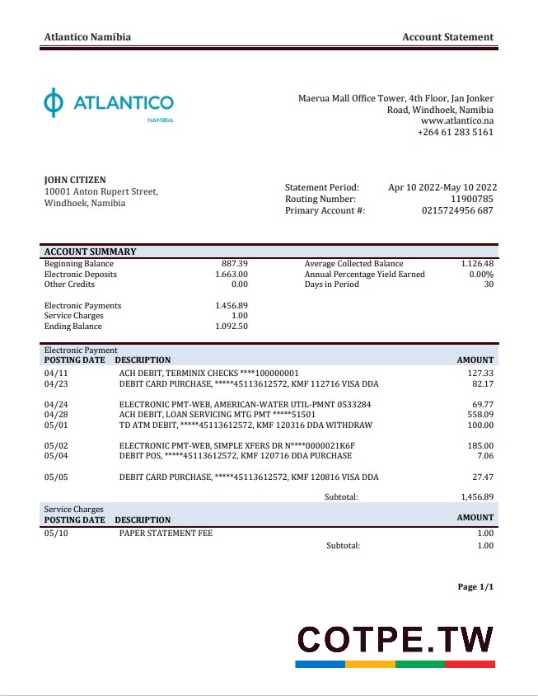 Atlantico Namíbia Account Statement
ATLANTICO
NAMIBIA
Maerua Mall Office Tower, 4th Floor, Jan Jonker
Road, Windhoek, Namibia
www.atlantico.na
+264 61 283 5161
JOHN CITIZEN
10001 Anton Rupert Street,
Windhoek, Namibia
Statement Period: Apr 10 2022-May 10 2022
Routing Number: 11900785
Primary Account #: 0215724956 687
ACCOUNT SUMMARY
Beginning Balance 887.39 Average Collected Balance 1.126.48
Electronic Deposits 1.663.00 Annual Percentage Yield Earned 0.00%
Other Credits 0.00 Days in Period 30
Electronic Payments 1.456.89
Service Charges 1.00
Ending Balance 1.092.50
Electronic Payment
POSTING DATE DESCRIPTION AMOUNT
04/11 ACH DEBIT, TERMINIX CHECKS ****100000001 127.33
04/23 DEBIT CARD PURCHASE, *****45113612572, KMF 112716 VISA DDA 82.17
04/24 ELECTRONIC PMT-WEB, AMERICAN-WATER UTIL-PMNT 0533284 69.77
04/28 ACH DEBIT, LOAN SERVICING MTG PMT *****51501 558.09
05/01 TD ATM DEBIT, *****45113612572, KMF 120316 DDA WITHDRAW 100.00
05/02 ELECTRONIC PMT-WEB, SIMPLE XFERS DR N****0000021K6F 185.00
05/04 DEBIT POS, *****45113612572, KMF 120716 DDA PURCHASE 7.06
05/05 DEBIT CARD PURCHASE, *****45113612572, KMF 120816 VISA DDA 27.47
Subtotal: 1,456.89
Service Charges
POSTING DATE DESCRIPTION AMOUNT
05/10 PAPER STATEMENT FEE 1.00
Subtotal: 1.00
Page 1/1
COTPE.TW